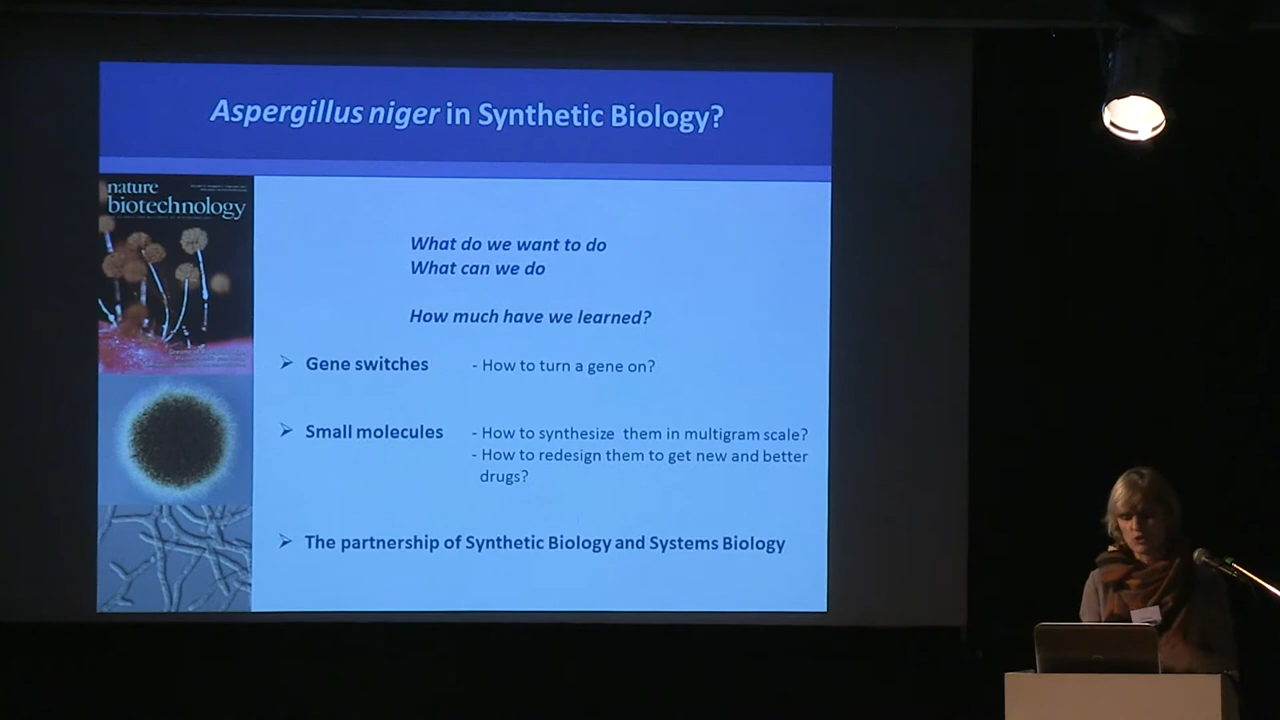 Aspergillus niger in Synthetic Biology?
nature
biotechnology
What do we want to do
What can we do
How much have we learned?
➢ Gene switches - How to turn a gene on?
➢ Small molecules - How to synthesize them in multigram scale?
- How to redesign them to get new and better
drugs?
➢ The partnership of Synthetic Biology and Systems Biology